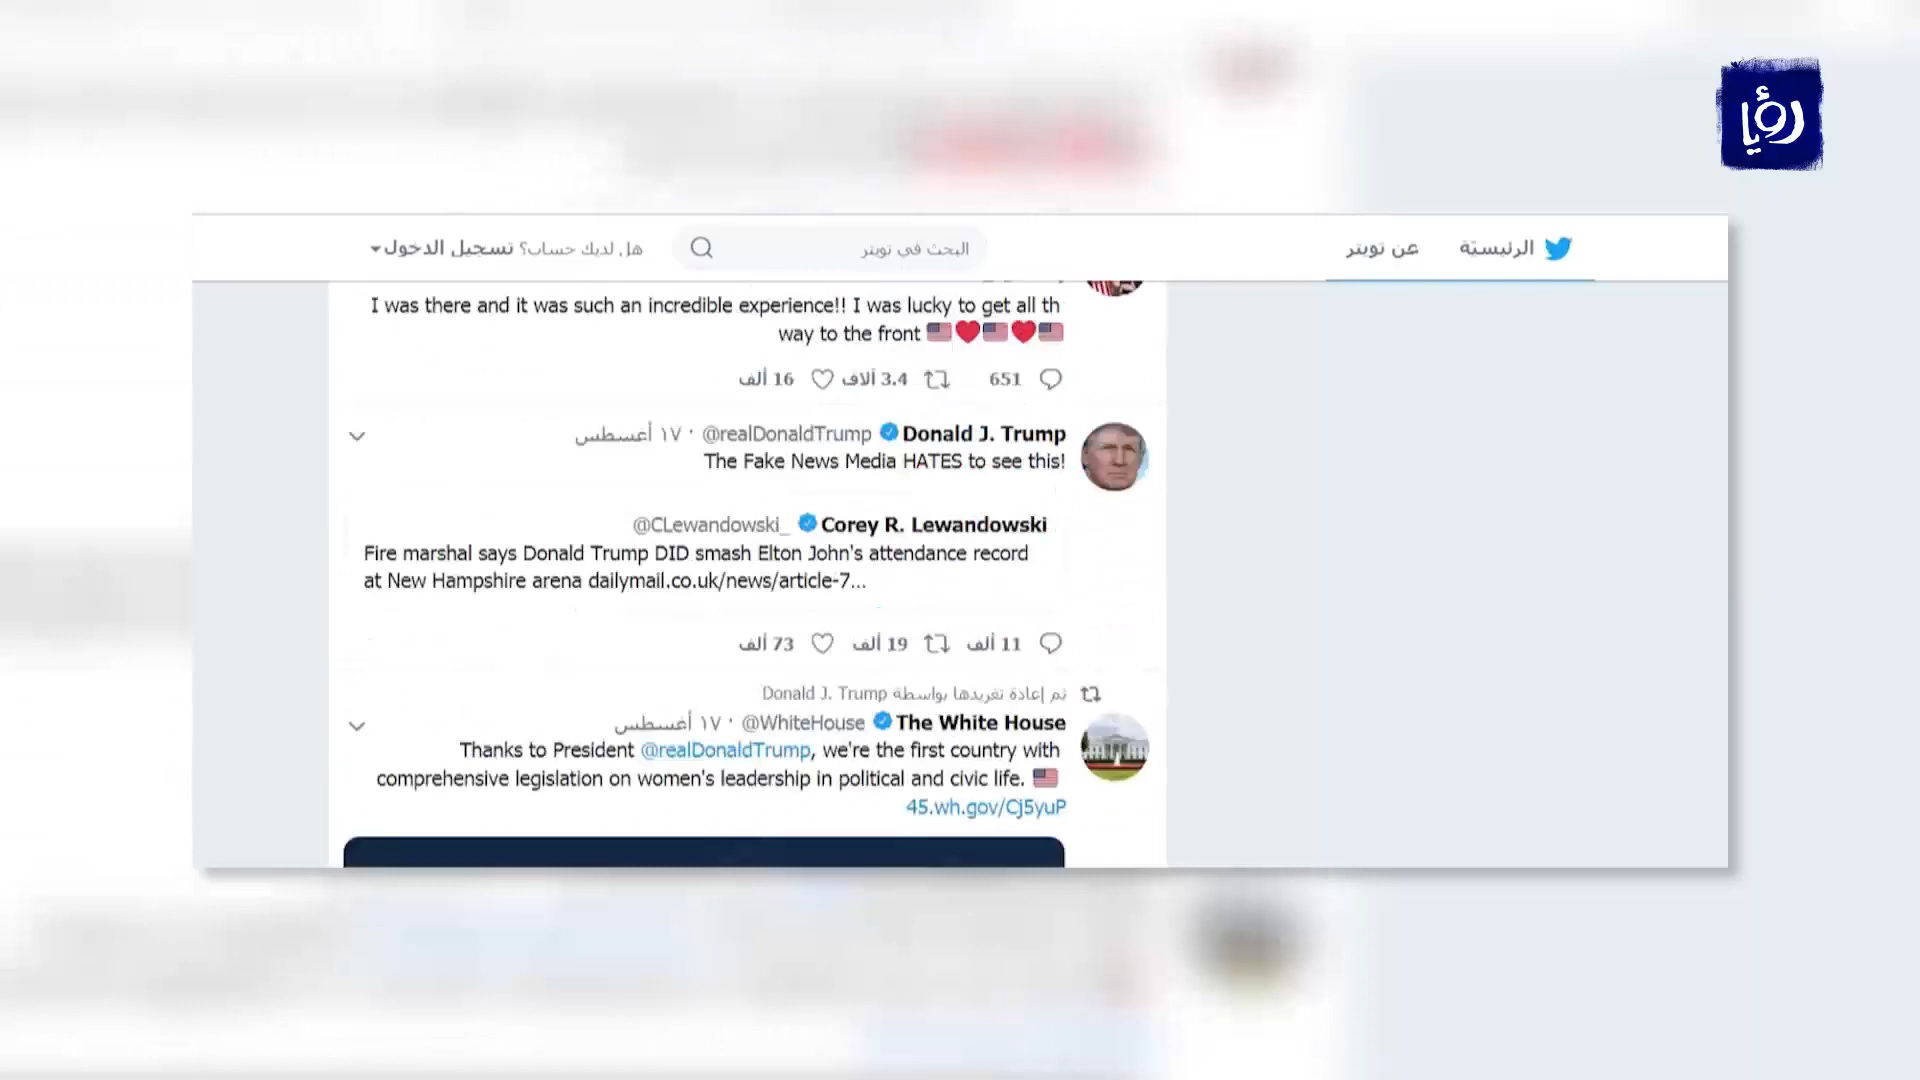 رؤيا
الرئيسيّة عن تويتر البحث في تويتر هل لديك حساب؟ تسجيل الدخول
I was there and it was such an incredible experience!! I was lucky to get all th
way to the front 🇺🇸❤️🇺🇸❤️🇺🇸
651 3.4 آلاف 16 ألف
Donald J. Trump @realDonaldTrump · ١٧ أغسطس
The Fake News Media HATES to see this!
Corey R. Lewandowski @CLewandowski_
Fire marshal says Donald Trump DID smash Elton John's attendance record
at New Hampshire arena dailymail.co.uk/news/article-7...
11 ألف 19 ألف 73 ألف
تم إعادة تغريدها بواسطة Donald J. Trump
The White House @WhiteHouse · ١٧ أغسطس
Thanks to President @realDonaldTrump, we're the first country with
comprehensive legislation on women's leadership in political and civic life. 🇺🇸
45.wh.gov/Cj5yuP